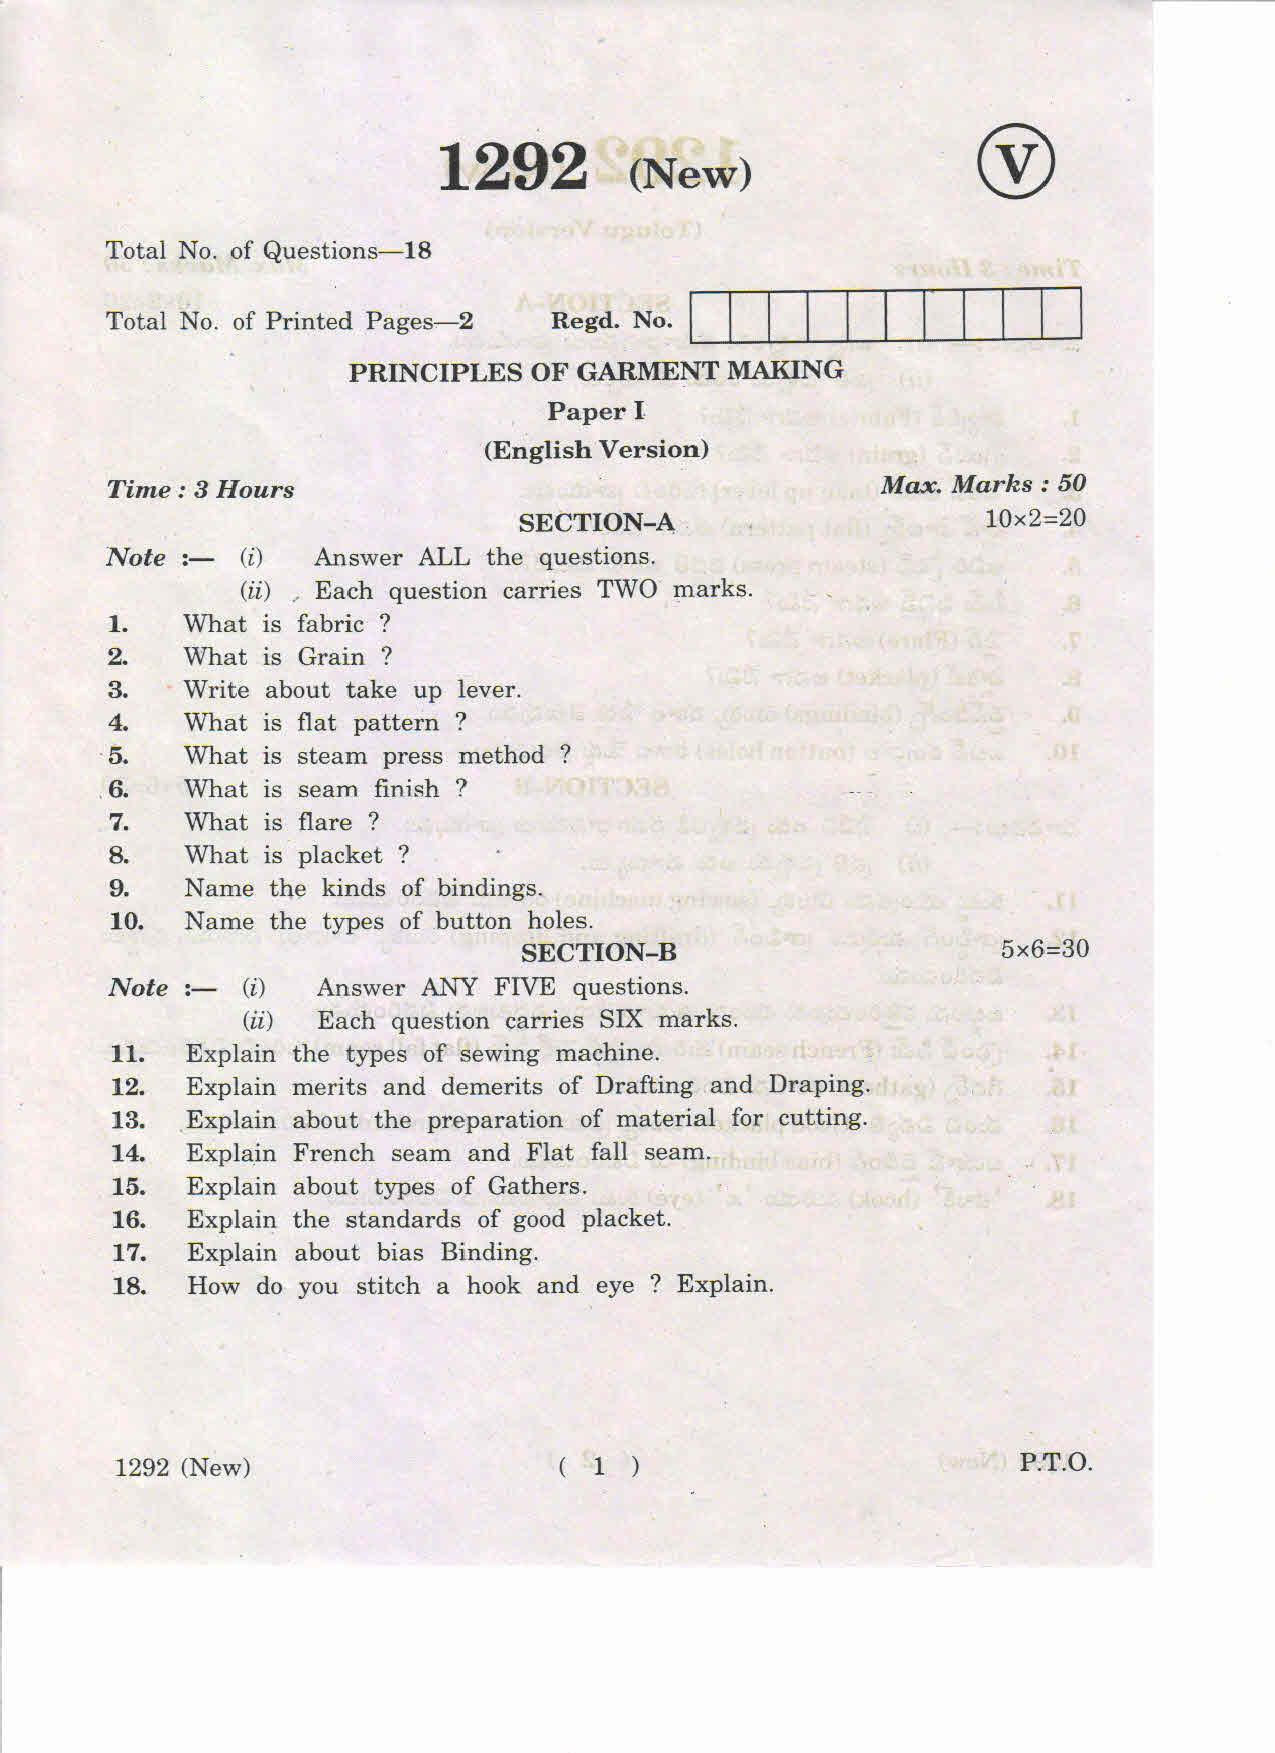 1292 (New)
V
Total No. of Questions—18
Total No. of Printed Pages—2 Regd. No.
PRINCIPLES OF GARMENT MAKING
Paper I
(English Version)
Time : 3 Hours Max. Marks : 50
SECTION–A 10×2=20
Note :— (i) Answer ALL the questions.
(ii) Each question carries TWO marks.
1. What is fabric ?
2. What is Grain ?
3. Write about take up lever.
4. What is flat pattern ?
5. What is steam press method ?
6. What is seam finish ?
7. What is flare ?
8. What is placket ?
9. Name the kinds of bindings.
10. Name the types of button holes.
SECTION–B 5×6=30
Note :— (i) Answer ANY FIVE questions.
(ii) Each question carries SIX marks.
11. Explain the types of sewing machine.
12. Explain merits and demerits of Drafting and Draping.
13. Explain about the preparation of material for cutting.
14. Explain French seam and Flat fall seam.
15. Explain about types of Gathers.
16. Explain the standards of good placket.
17. Explain about bias Binding.
18. How do you stitch a hook and eye ? Explain.
1292 (New) ( 1 ) P.T.O.